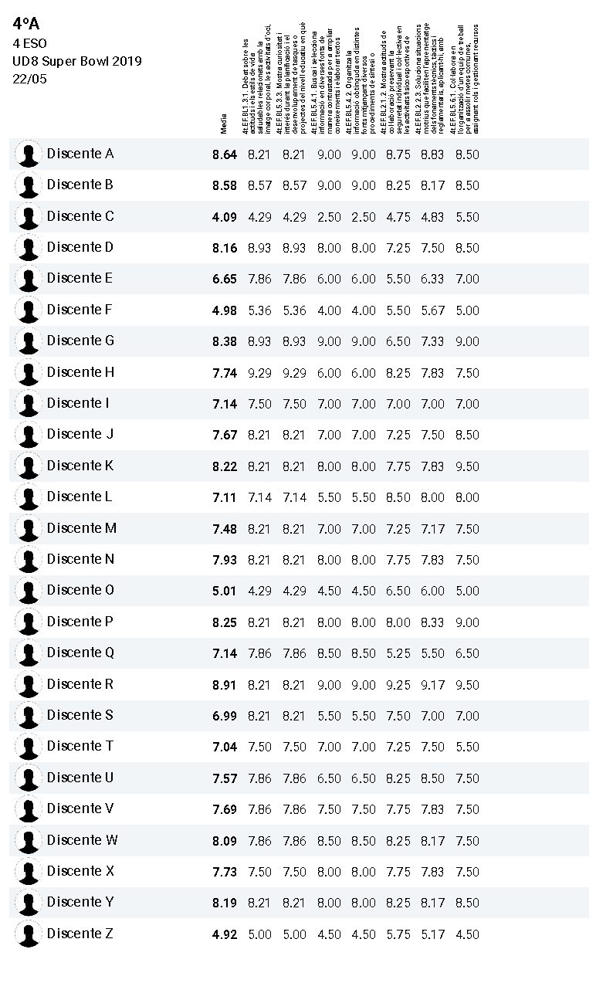 4ºA
4 ESO
UD8 Super Bowl 2019
22/05
Media
4t.EF.BL1.3.1. Debat sobre les
actituds i els estils de vida
saludables relacionats amb la
imatge corporal, les activitats d'oci,
4t.EF.BL5.3.3. Mostra curiositat i
interés durant la planificació i el
desenvolupament de tasques o
projectes del nivell educatiu en què
4t.EF.BL5.4.1. Busca i selecciona
informació en diverses fonts de
manera contrastada per a ampliar
coneixements i elaborar textos
4t.EF.BL5.4.2. Organitza la
informació obtinguda en distintes
fonts mitjançant diversos
procediments de síntesi o
4t.EF.BL2.1.2. Mostra actituds de
col·laboració preservant la
seguretat individual i col·lectiva en
les activitats físico esportives de
4t.EF.BL2.2.3. Soluciona situacions
motrius que faciliten l'aprenentatge
dels fonaments tècnics, tàctics i
reglamentaris, aplicant-hi, amb
4t.EF.BL5.6.1. Col·labora en
l'organització d'un equip de treball
per a assolir metes comunes,
assignant rols i gestionant recursos
Discente A 8.64 8.21 8.21 9.00 9.00 8.75 8.83 8.50
Discente B 8.58 8.57 8.57 9.00 9.00 8.25 8.17 8.50
Discente C 4.09 4.29 4.29 2.50 2.50 4.75 4.83 5.50
Discente D 8.16 8.93 8.93 8.00 8.00 7.25 7.50 8.50
Discente E 6.65 7.86 7.86 6.00 6.00 5.50 6.33 7.00
Discente F 4.98 5.36 5.36 4.00 4.00 5.50 5.67 5.00
Discente G 8.38 8.93 8.93 9.00 9.00 6.50 7.33 9.00
Discente H 7.74 9.29 9.29 6.00 6.00 8.25 7.83 7.50
Discente I 7.14 7.50 7.50 7.00 7.00 7.00 7.00 7.00
Discente J 7.67 8.21 8.21 7.00 7.00 7.25 7.50 8.50
Discente K 8.22 8.21 8.21 8.00 8.00 7.75 7.83 9.50
Discente L 7.11 7.14 7.14 5.50 5.50 8.50 8.00 8.00
Discente M 7.48 8.21 8.21 7.00 7.00 7.25 7.17 7.50
Discente N 7.93 8.21 8.21 8.00 8.00 7.75 7.83 7.50
Discente O 5.01 4.29 4.29 4.50 4.50 6.50 6.00 5.00
Discente P 8.25 8.21 8.21 8.00 8.00 8.00 8.33 9.00
Discente Q 7.14 7.86 7.86 8.50 8.50 5.25 5.50 6.50
Discente R 8.91 8.21 8.21 9.00 9.00 9.25 9.17 9.50
Discente S 6.99 8.21 8.21 5.50 5.50 7.50 7.00 7.00
Discente T 7.04 7.50 7.50 7.00 7.00 7.25 7.50 5.50
Discente U 7.57 7.86 7.86 6.50 6.50 8.25 8.50 7.50
Discente V 7.69 7.86 7.86 7.50 7.50 7.75 7.83 7.50
Discente W 8.09 7.86 7.86 8.50 8.50 8.25 8.17 7.50
Discente X 7.73 7.50 7.50 8.00 8.00 7.75 7.83 7.50
Discente Y 8.19 8.21 8.21 8.00 8.00 8.25 8.17 8.50
Discente Z 4.92 5.00 5.00 4.50 4.50 5.75 5.17 4.50